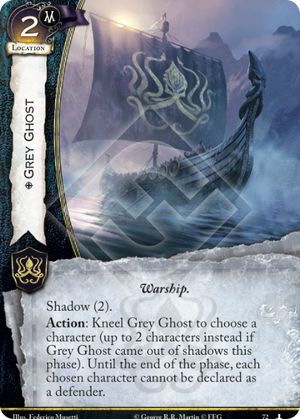 2
LOCATION
GREY GHOST
Warship.
Shadow (2).
Action: Kneel Grey Ghost to choose a
character (up to 2 characters instead if
Grey Ghost came out of shadows this
phase). Until the end of the phase, each
chosen character cannot be declared as
a defender.
Illus. Federico Musetti
© George R.R. Martin © FFG
72